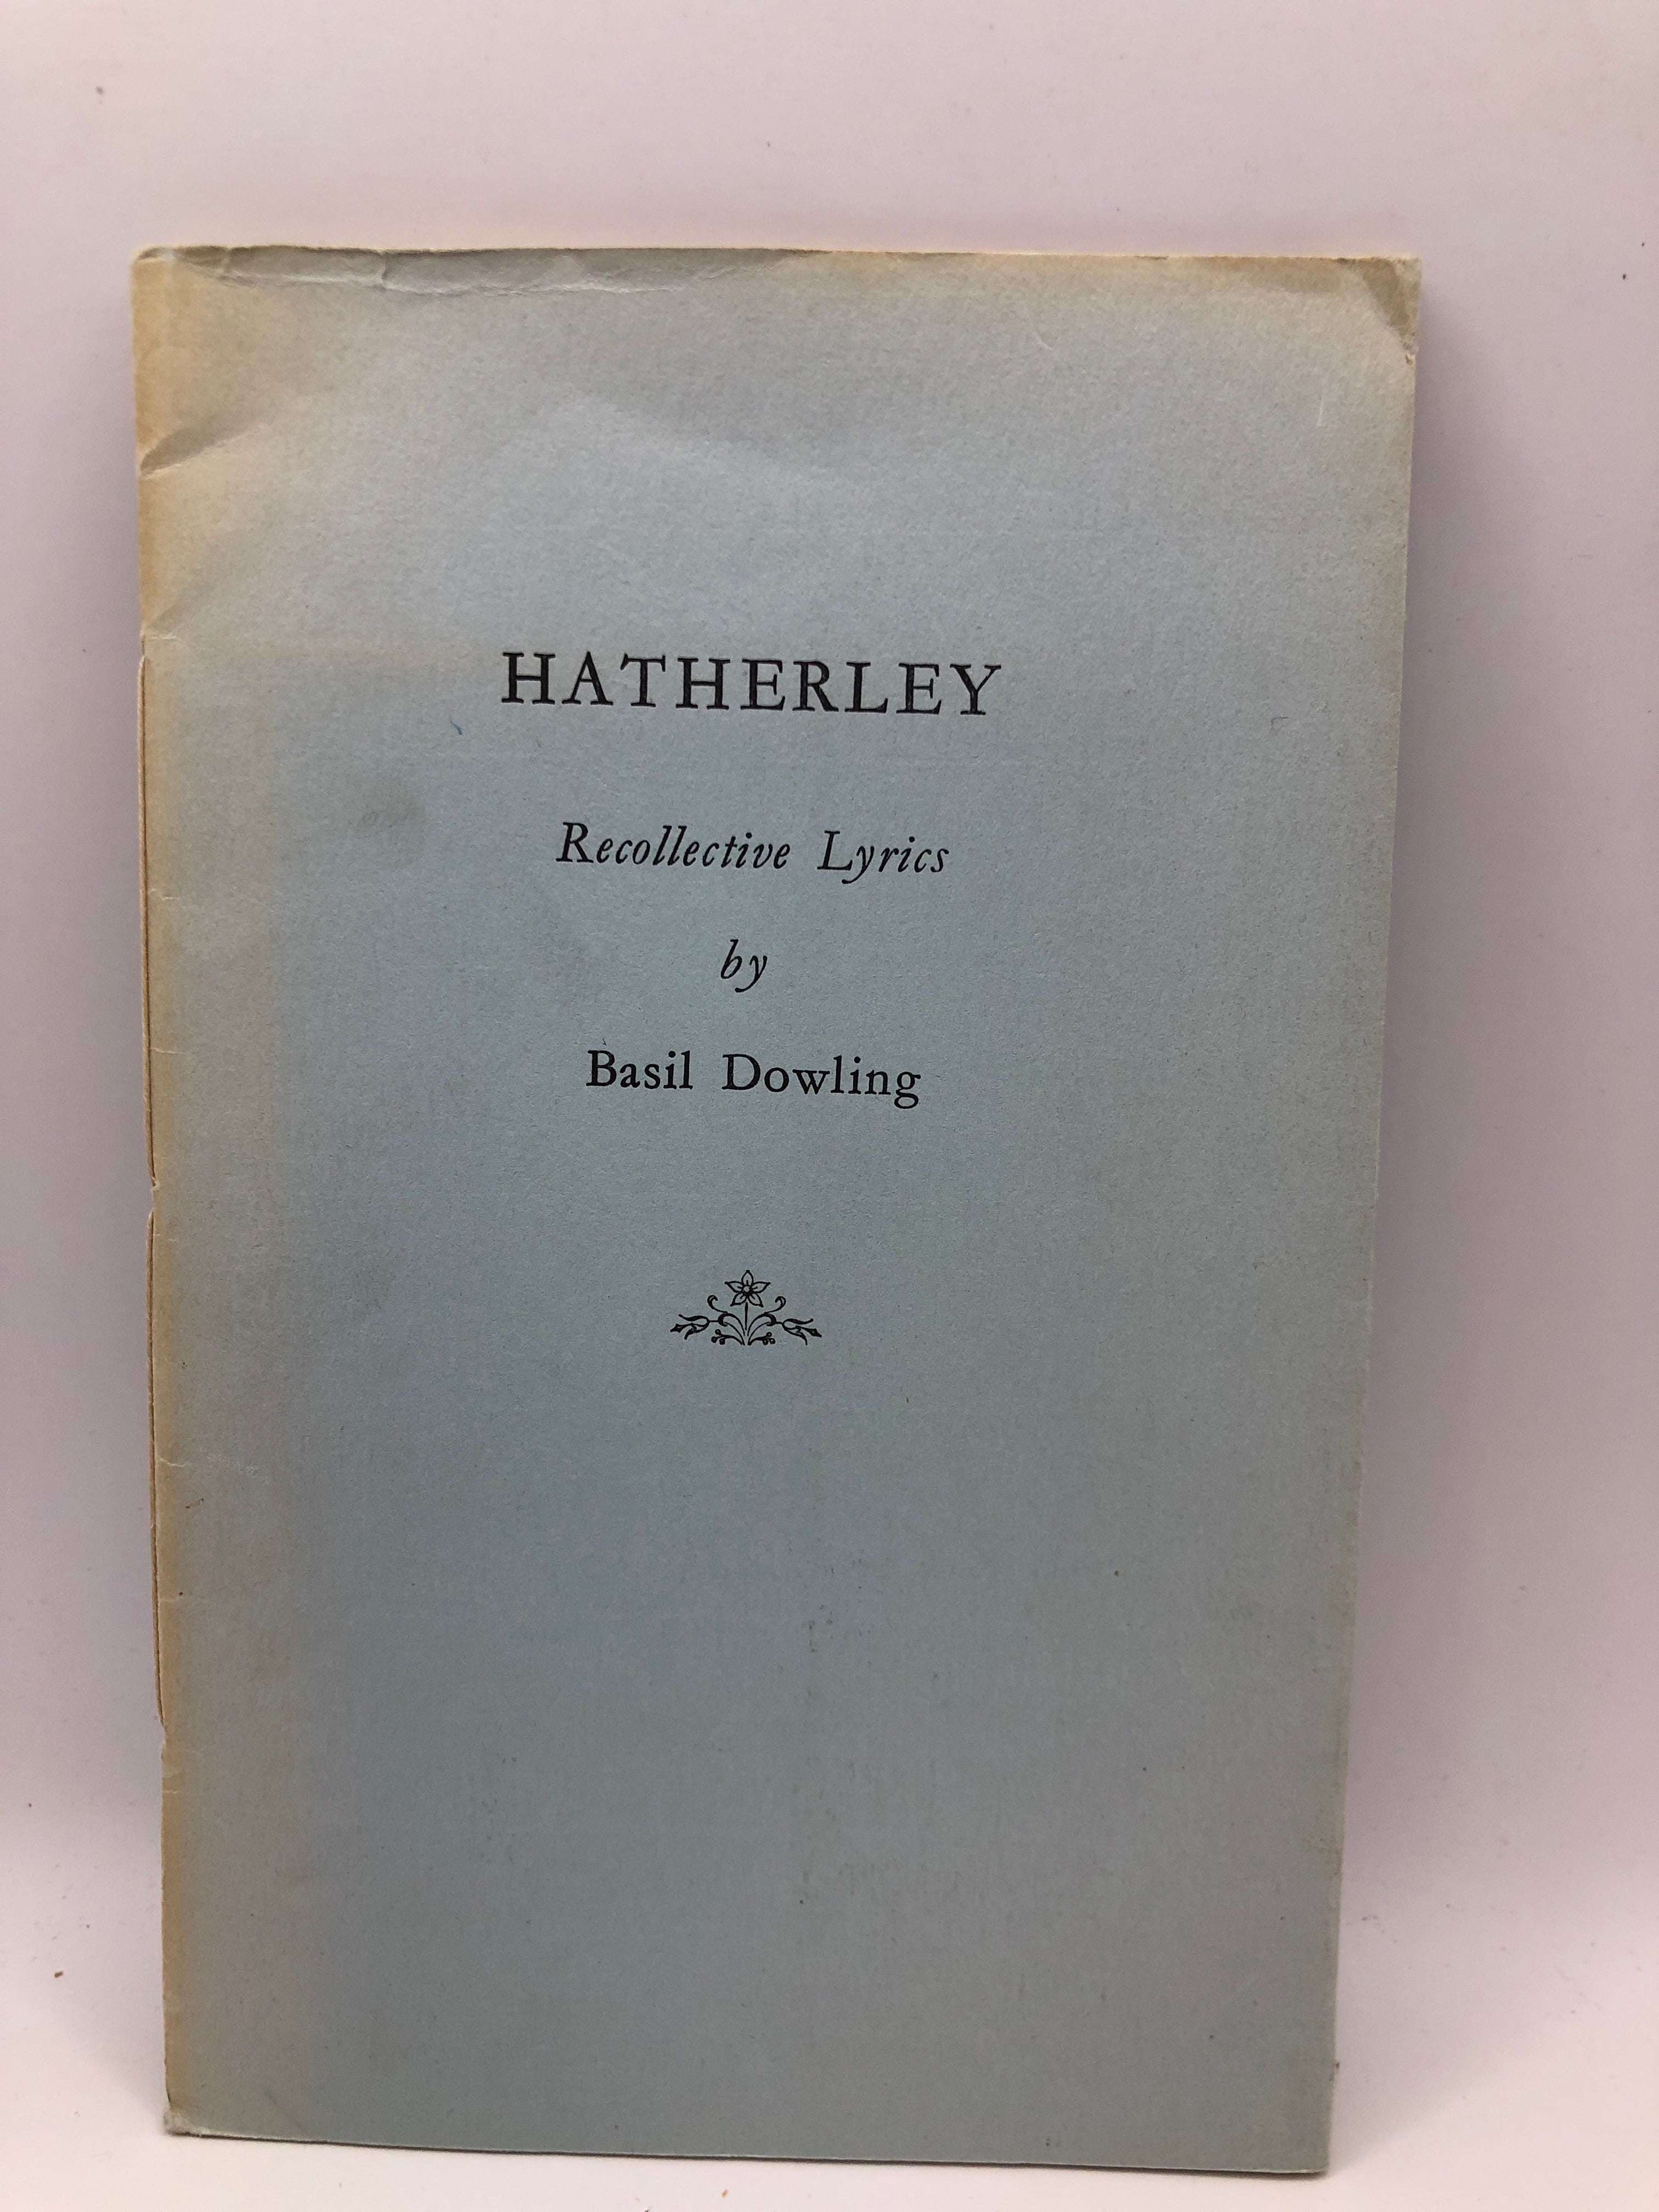 HATHERLEY
Recollective Lyrics
by
Basil Dowling